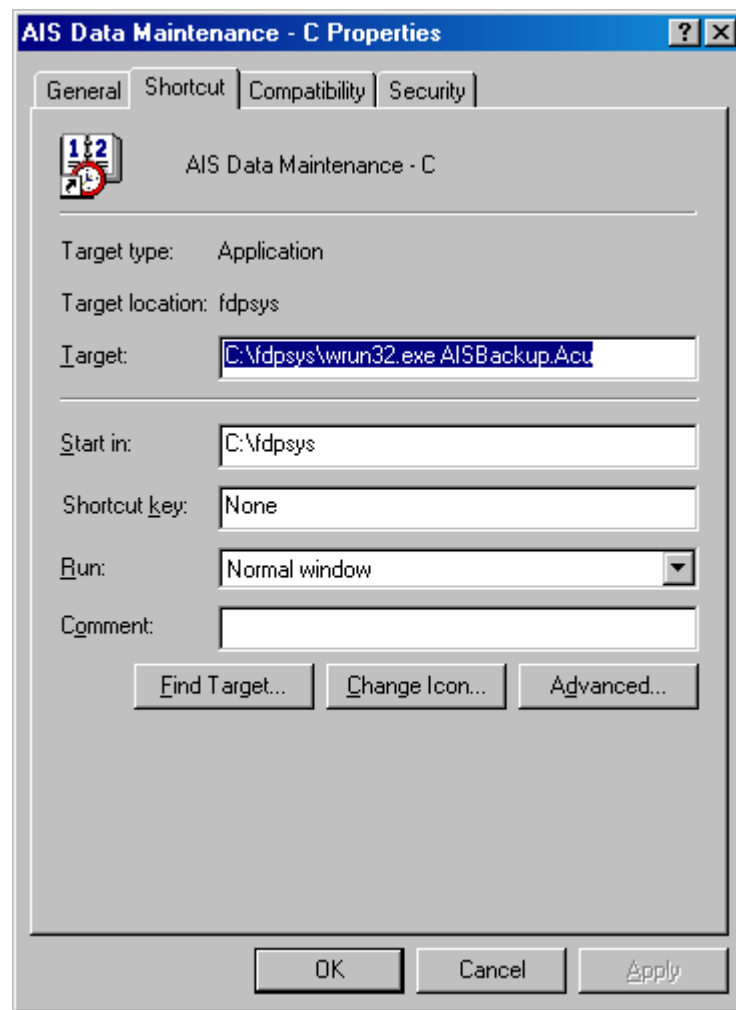 AIS Data Maintenance - C Properties
General Shortcut Compatibility Security
AIS Data Maintenance - C
Target type: Application
Target location: fdpsys
Target: C:\fdpsys\wrun32.exe AISBackup.Acu
Start in: C:\fdpsys
Shortcut key: None
Run: Normal window
Comment:
Find Target... Change Icon... Advanced...
OK Cancel Apply